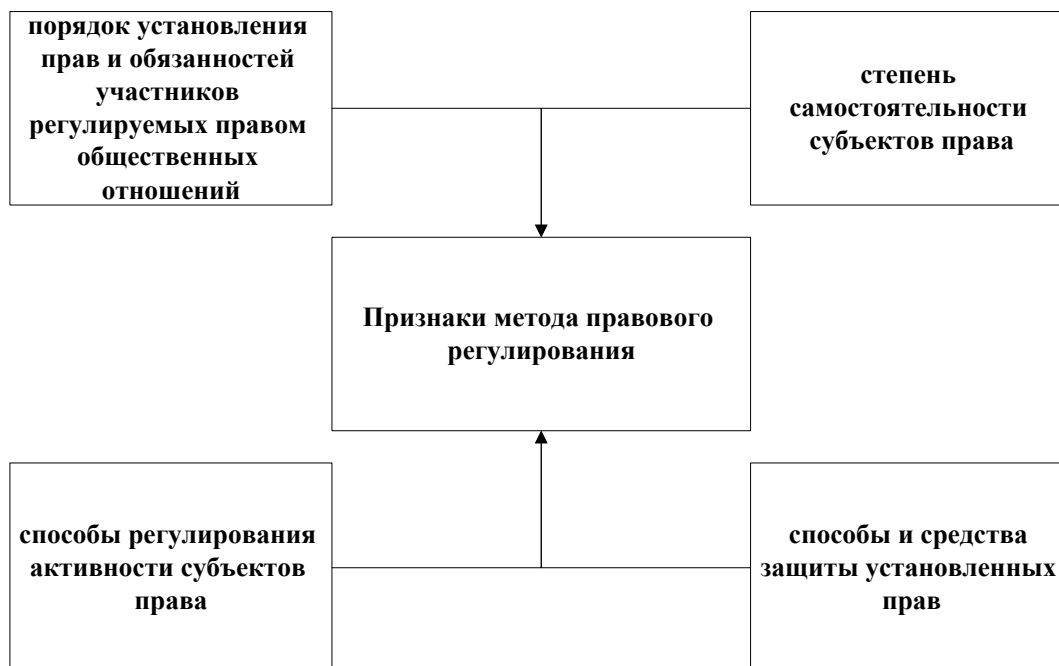 порядок установления
прав и обязанностей
участников
регулируемых правом
общественных
отношений
степень
самостоятельности
субъектов права
Признаки метода правового
регулирования
способы регулирования
активности субъектов
права
способы и средства
защиты установленных
прав